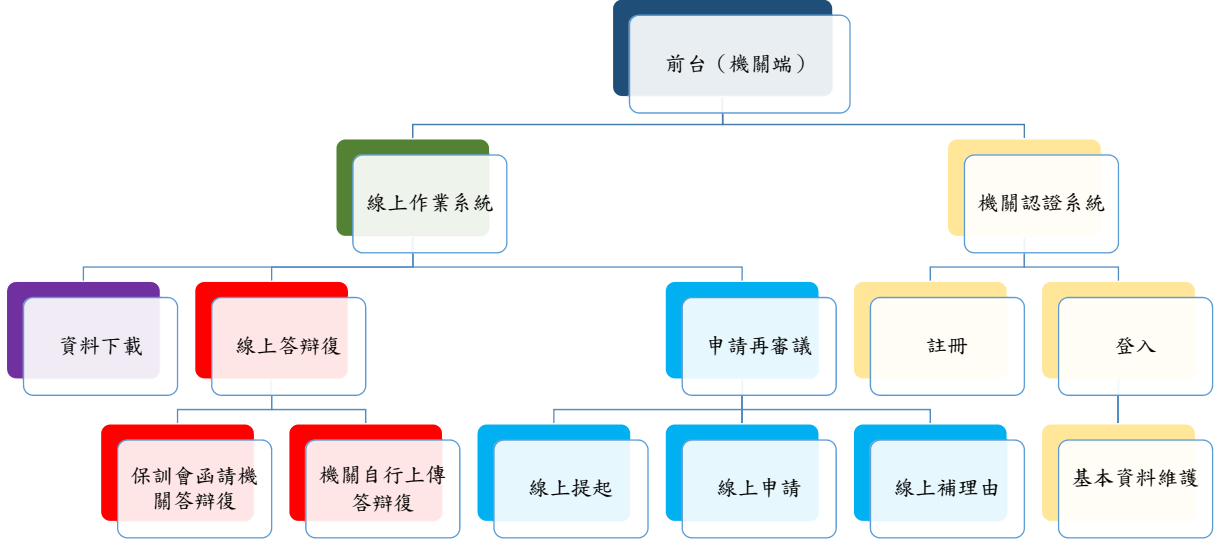 前台（機關端）
線上作業系統
機關認證系統
資料下載
線上答辯復
申請再審議
註冊
登入
保訓會函請機
關答辯復
機關自行上傳
答辯復
線上提起
線上申請
線上補理由
基本資料維護